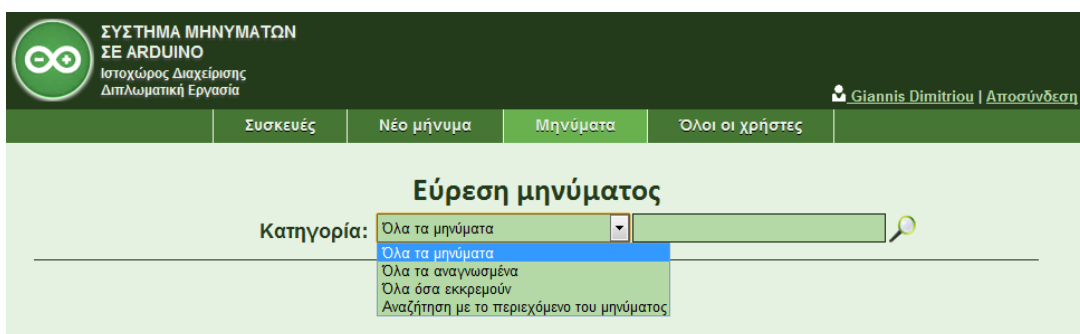 ΣΥΣΤΗΜΑ ΜΗΝΥΜΑΤΩΝ
ΣΕ ARDUINO
Ιστοχώρος Διαχείρισης
Διπλωματική Εργασία
Giannis Dimitriou | Αποσύνδεση
Συσκευές Νέο μήνυμα Μηνύματα Όλοι οι χρήστες
Εύρεση μηνύματος
Κατηγορία: Όλα τα μηνύματα
Όλα τα μηνύματα
Όλα τα αναγνωσμένα
Όλα όσα εκκρεμούν
Αναζήτηση με το περιεχόμενο του μηνύματος